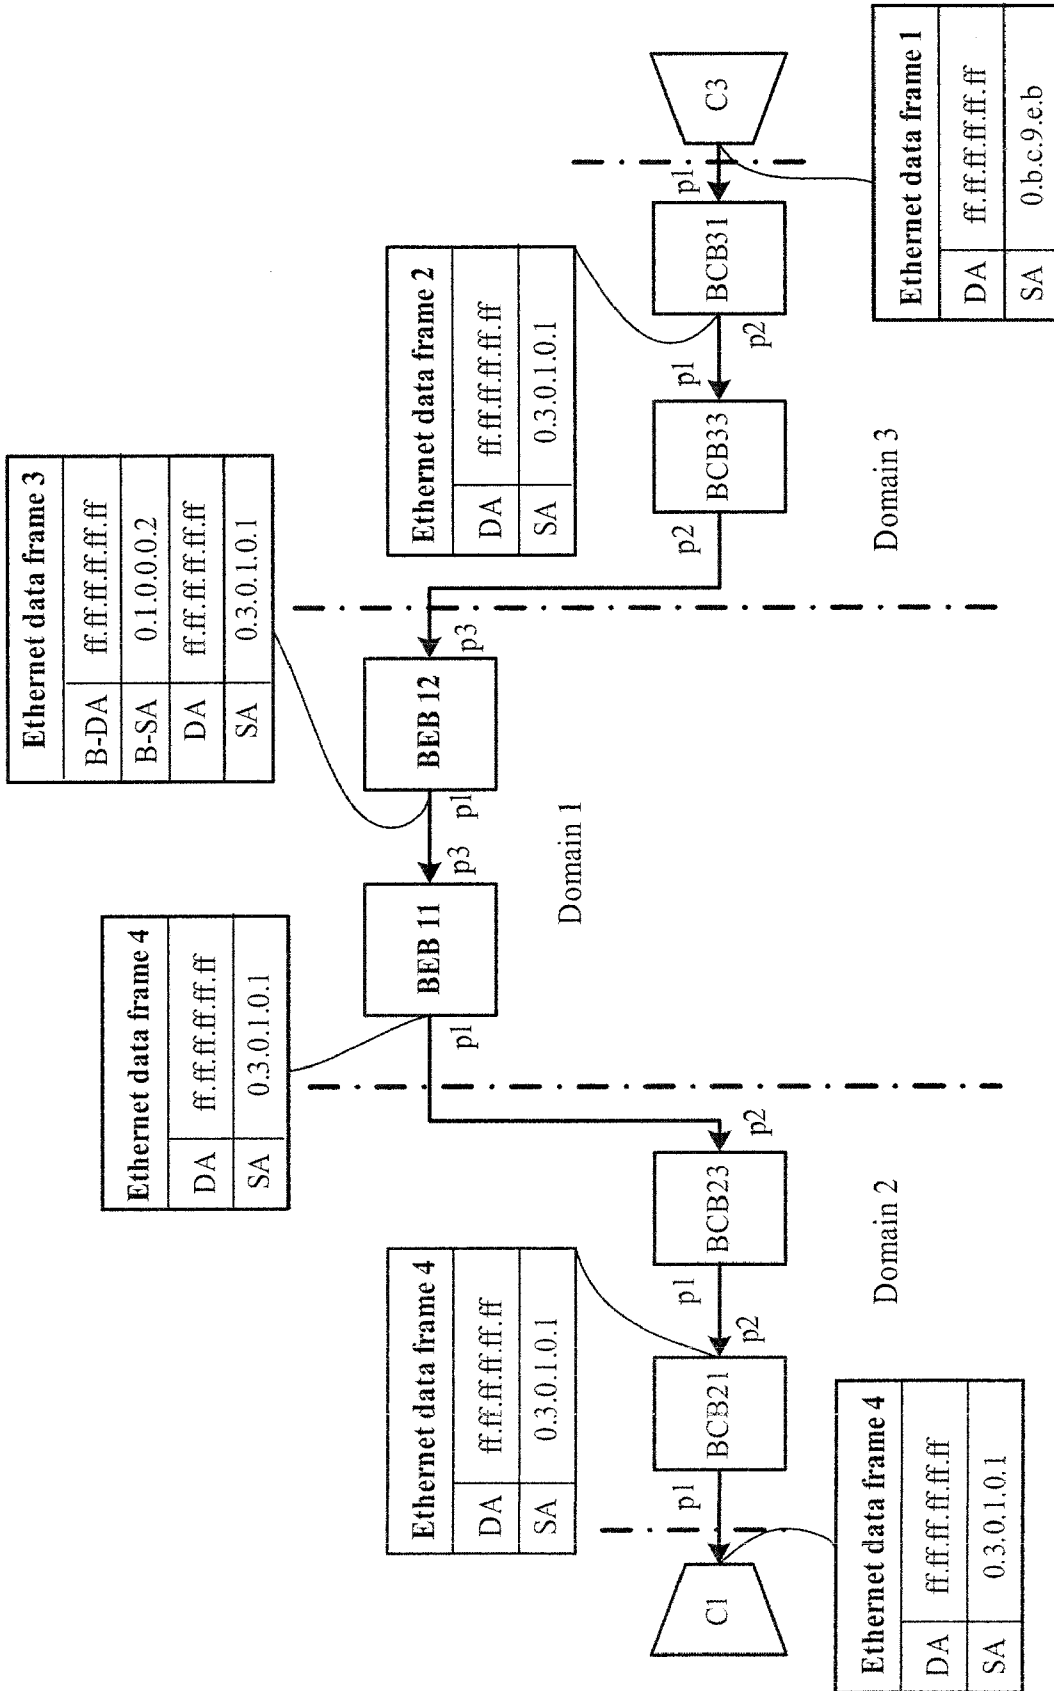 Ethernet data frame 3
B-DA ff.ff.ff.ff.ff.ff
B-SA 0.1.0.0.0.2
DA ff.ff.ff.ff.ff.ff
SA 0.3.0.1.0.1
Ethernet data frame 4
DA ff.ff.ff.ff.ff
SA 0.3.0.1.0.1
BEB 11
p1
p3
BEB 12
p1
p3
Domain 1
Ethernet data frame 4
DA ff.ff.ff.ff.ff.ff
SA 0.3.0.1.0.1
Ethernet data frame 2
DA ff.ff.ff.ff.ff.ff
SA 0.3.0.1.0.1
C1
p1
BCB21
p2
p1
BCB23
p2
p2
BCB33
p1
p2
BCB31
p1
C3
Domain 2
Domain 3
Ethernet data frame 4
DA ff.ff.ff.ff.ff.ff
SA 0.3.0.1.0.1
Ethernet data frame 1
DA ff.ff.ff.ff.ff.ff
SA 0.b.c.9.e.b